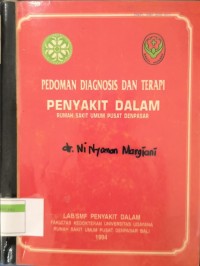 PEDOMAN DIAGNOSIS DAN TERAPI
PENYAKIT DALAM
RUMAH SAKIT UMUM PUSAT DENPASAR
dr. Ni Nyoman Margiani
LAB/SMF PENYAKIT DALAM
FAKULTAS KEDOKTERAN UNIVERSITAS UDAYANA
RUMAH SAKIT UMUM PUSAT DENPASAR BALI
1994